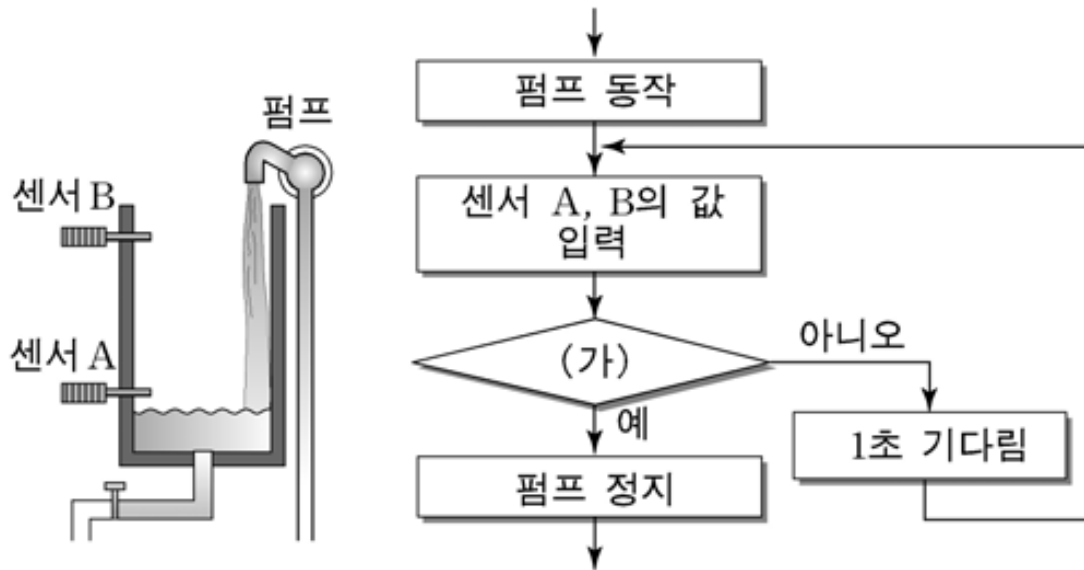 펌프
센서 B
센서 A
펌프 동작
센서 A, B의 값
입력
(가)
아니오
예
1초 기다림
펌프 정지